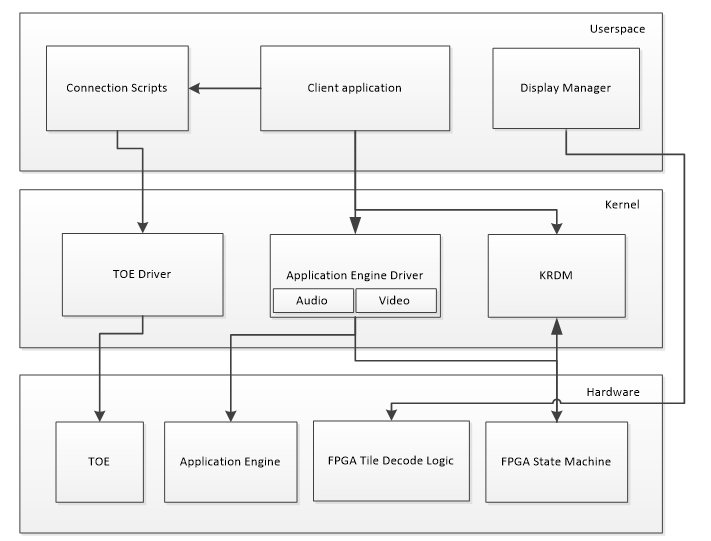 Userspace
Connection Scripts
Client application
Display Manager
Kernel
TOE Driver
Application Engine Driver
Audio
Video
KRDM
Hardware
TOE
Application Engine
FPGA Tile Decode Logic
FPGA State Machine